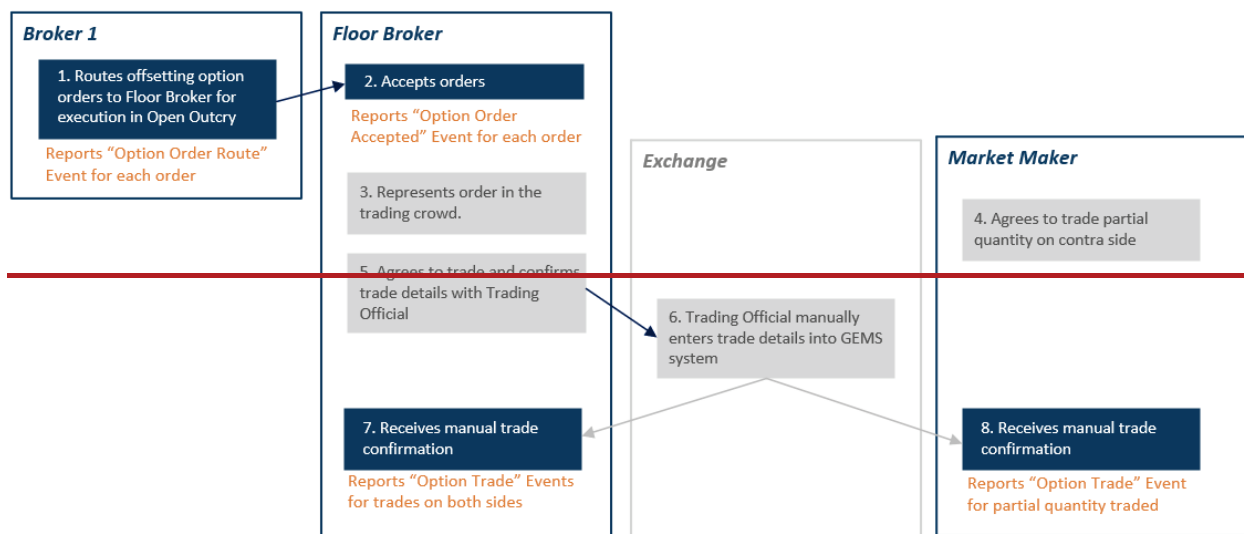 Broker 1
1. Routes offsetting option
orders to Floor Broker for
execution in Open Outcry
Reports “Option Order Route”
Event for each order
Floor Broker
2. Accepts orders
Reports “Option Order
Accepted” Event for each order
3. Represents order in the
trading crowd.
5. Agrees to trade and confirms
trade details with Trading
Official
7. Receives manual trade
confirmation
Reports “Option Trade” Events
for trades on both sides
Exchange
6. Trading Official manually
enters trade details into GEMS
system
Market Maker
4. Agrees to trade partial
quantity on contra side
8. Receives manual trade
confirmation
Reports “Option Trade” Event
for partial quantity traded